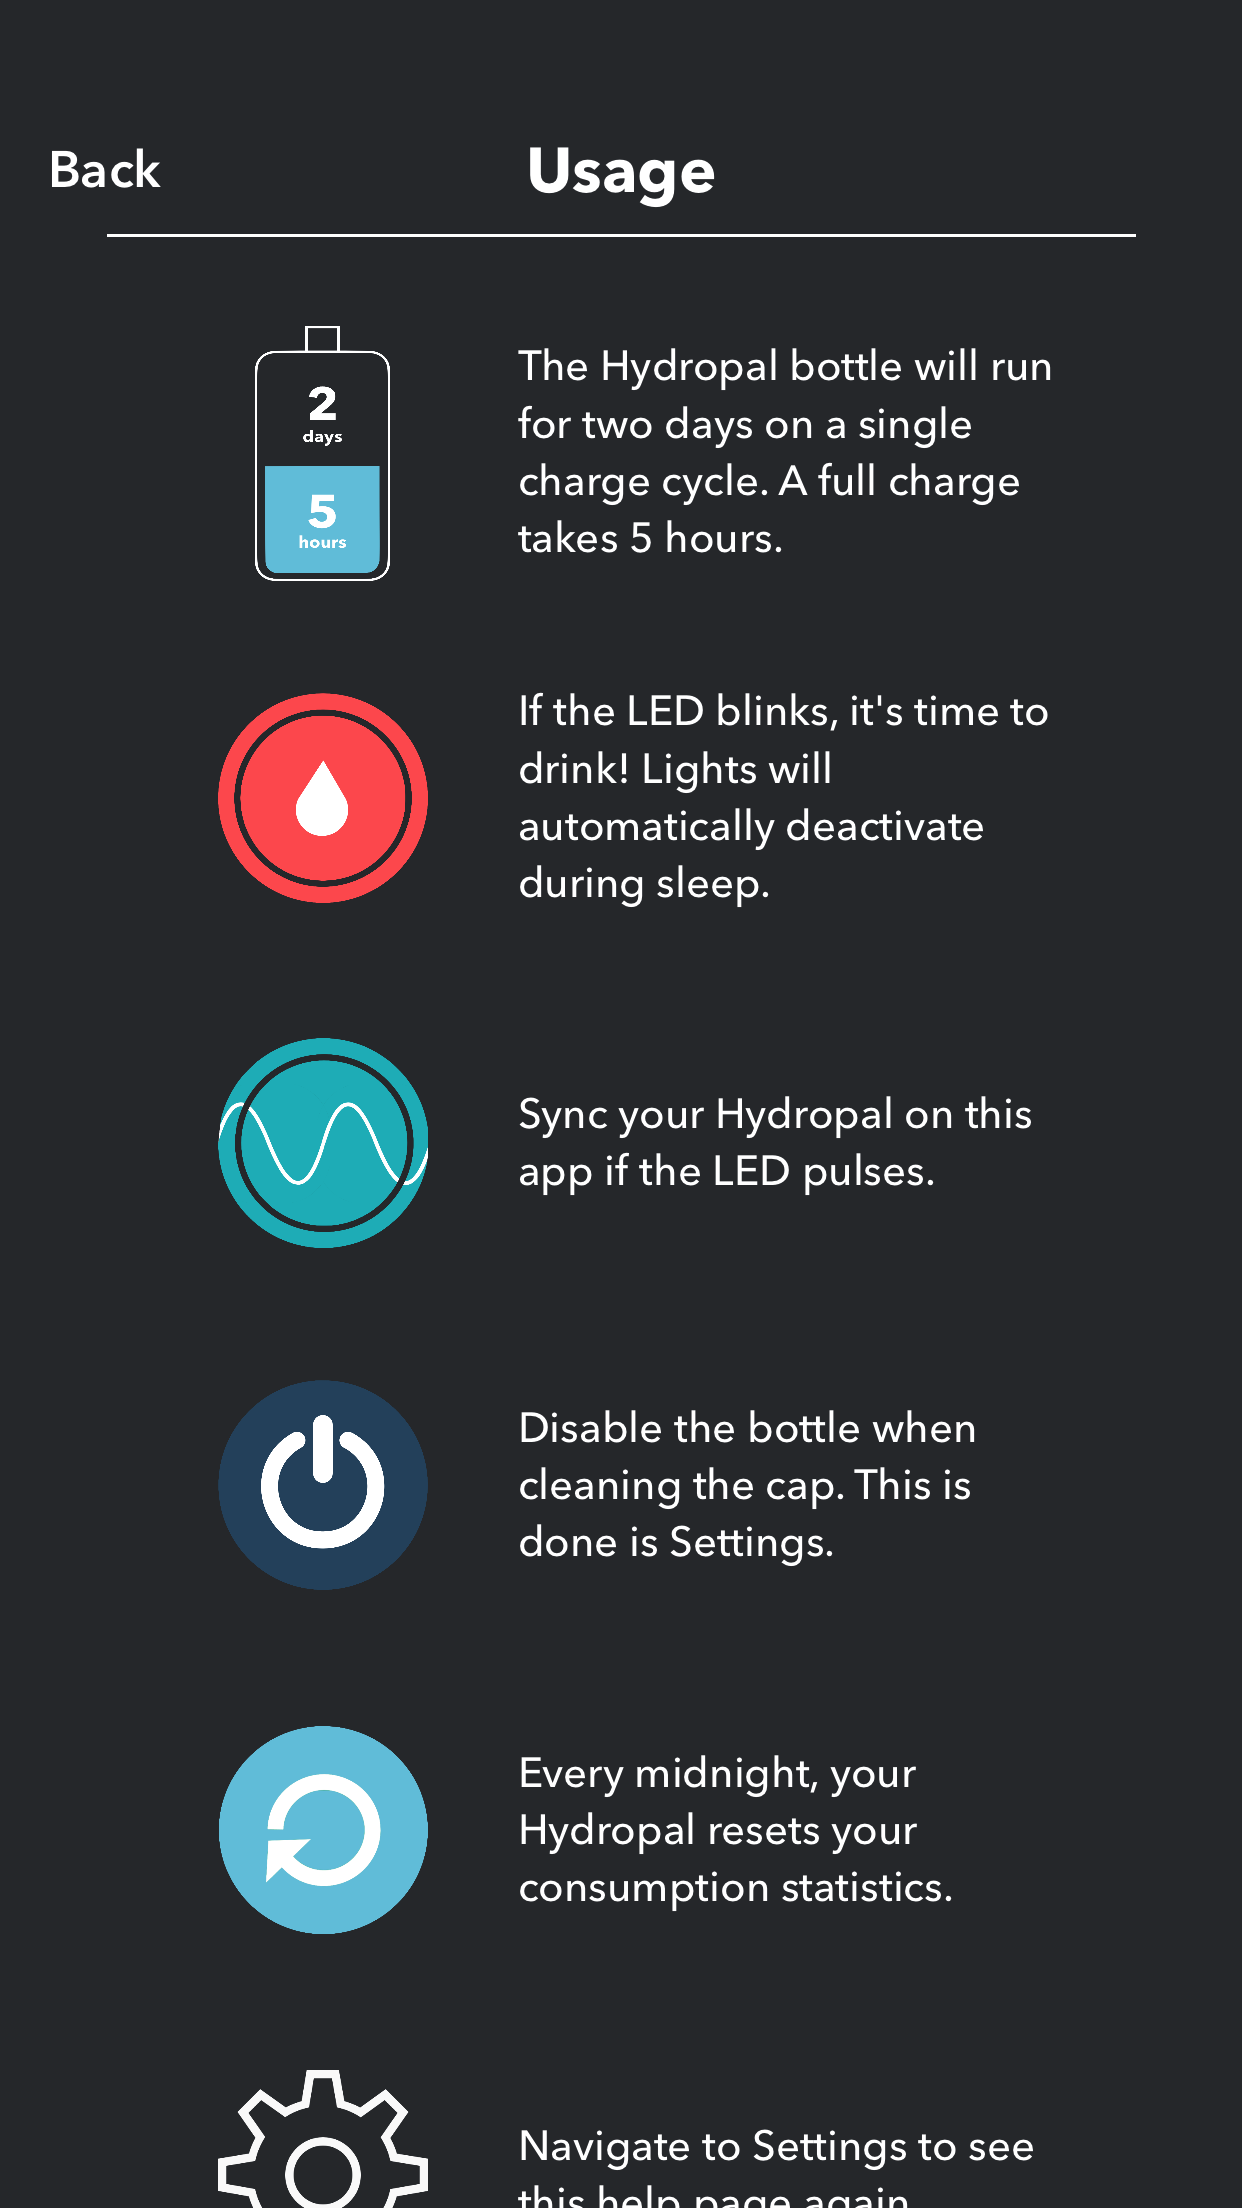 Back
Usage
2
days
5
hours
The Hydropal bottle will run
for two days on a single
charge cycle. A full charge
takes 5 hours.
If the LED blinks, it's time to
drink! Lights will
automatically deactivate
during sleep.
Sync your Hydropal on this
app if the LED pulses.
Disable the bottle when
cleaning the cap. This is
done is Settings.
Every midnight, your
Hydropal resets your
consumption statistics.
Navigate to Settings to see
this help page again